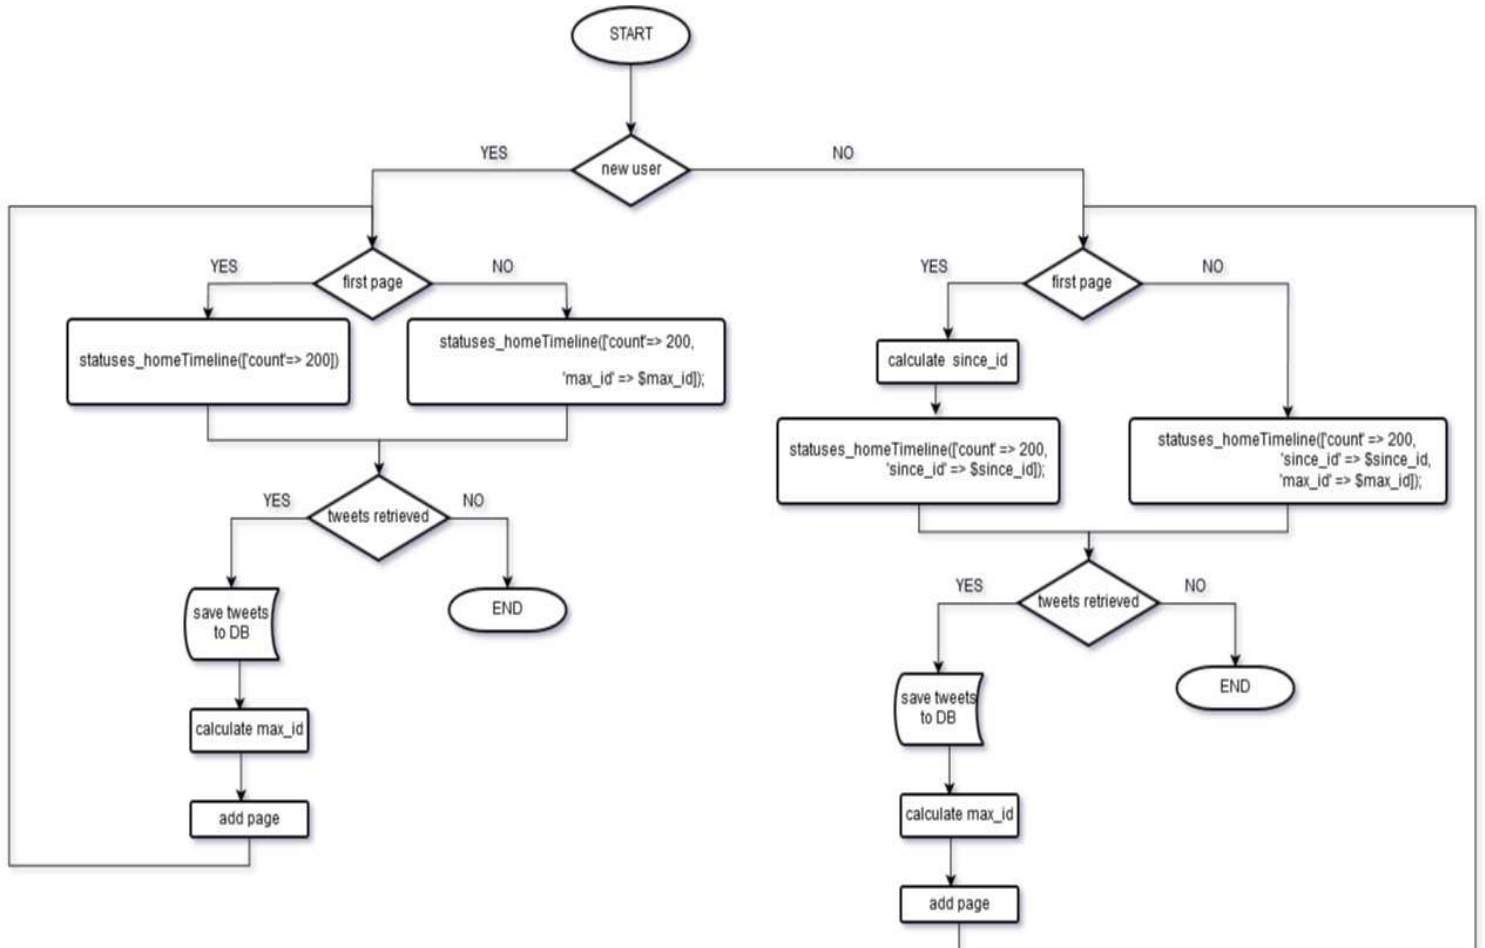 START
new user
YES
NO
first page
YES
NO
statuses_homeTimeline(['count'=> 200])
statuses_homeTimeline(['count'=> 200,
'max_id' => $max_id]);
tweets retrieved
YES
NO
save tweets
to DB
END
calculate max_id
add page
first page
YES
NO
calculate since_id
statuses_homeTimeline(['count' => 200,
'since_id' => $since_id]);
statuses_homeTimeline(['count' => 200,
'since_id' => $since_id,
'max_id' => $max_id]);
tweets retrieved
YES
NO
save tweets
to DB
END
calculate max_id
add page